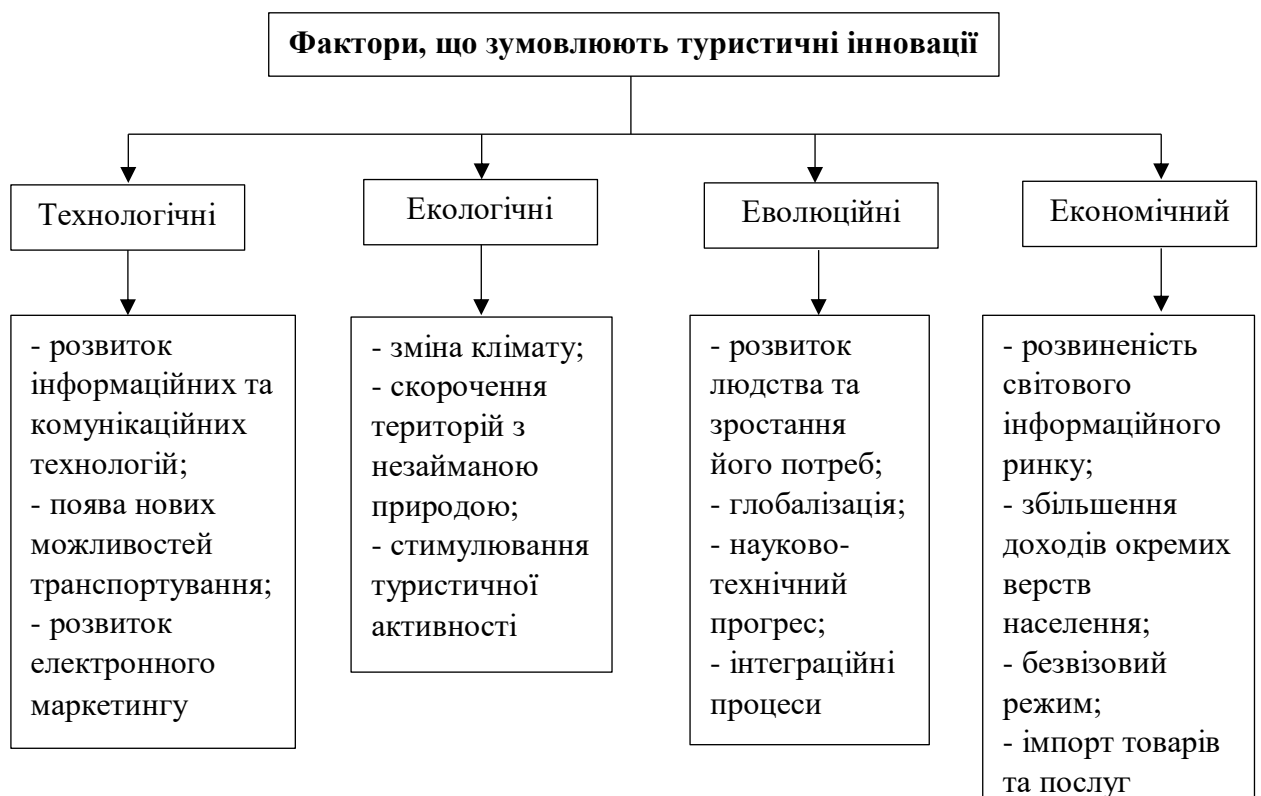 Фактори, що зумовлюють туристичні інновації
Технологічні
Екологічні
Еволюційні
Економічний
- розвиток
інформаційних та
комунікаційних
технологій;
- поява нових
можливостей
транспортування;
- розвиток
електронного
маркетингу
- зміна клімату;
- скорочення
територій з
незайманою
природою;
- стимулювання
туристичної
активності
- розвиток
людства та
зростання
його потреб;
- глобалізація;
- науково-
технічний
прогрес;
- інтеграційні
процеси
- розвиненість
світового
інформаційного
ринку;
- збільшення
доходів окремих
верств
населення;
- безвізовий
режим;
- імпорт товарів
та послуг